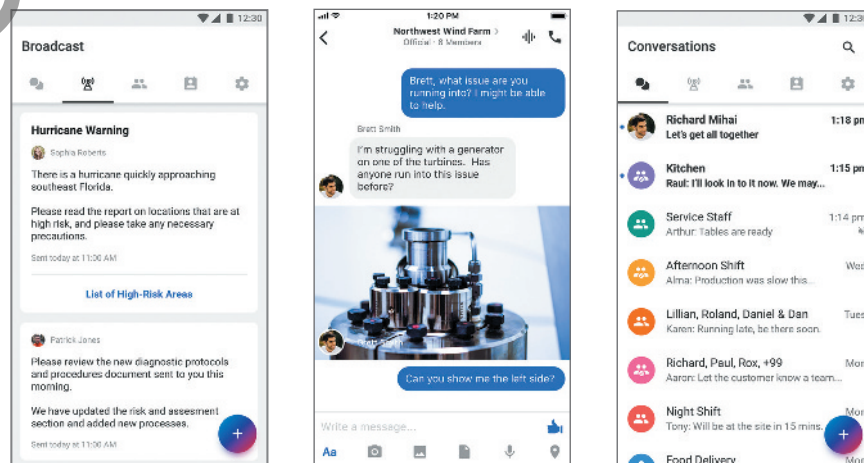 12:30
Broadcast
Hurricane Warning
Sophia Roberts
There is a hurricane quickly approaching
southeast Florida.
Please read the report on locations that are at
high risk, and please take any necessary
precautions.
Sent today at 11:00 AM
List of High-Risk Areas
Patrick Jones
Please review the new diagnostic protocols
and procedures document sent to you this
morning.
We have updated the risk and assesment
section and added new processes.
Sent today at 11:00 AM
1:20 PM
Northwest Wind Farm >
Official · 8 Members
Brett, what issue are you
running into? I might be able
to help.
Brett Smith
I'm struggling with a generator
on one of the turbines. Has
anyone run into this issue
before?
Brett Smith
Can you show me the left side?
Write a message...
Aa
12:30
Conversations
Richard Mihai 1:18 pm
Let's get all together
Kitchen 1:15 pm
Raul: I'll look in to it now. We may...
Service Staff 1:14 pm
Arthur: Tables are ready
Afternoon Shift Wed
Alma: Production was slow this...
Lillian, Roland, Daniel & Dan Tues
Karen: Running late, be there soon.
Richard, Paul, Rox, +99 Mon
Aaron: Let the customer know a team...
Night Shift Mon
Tony: Will be at the site in 15 mins.
Food Delivery Mon